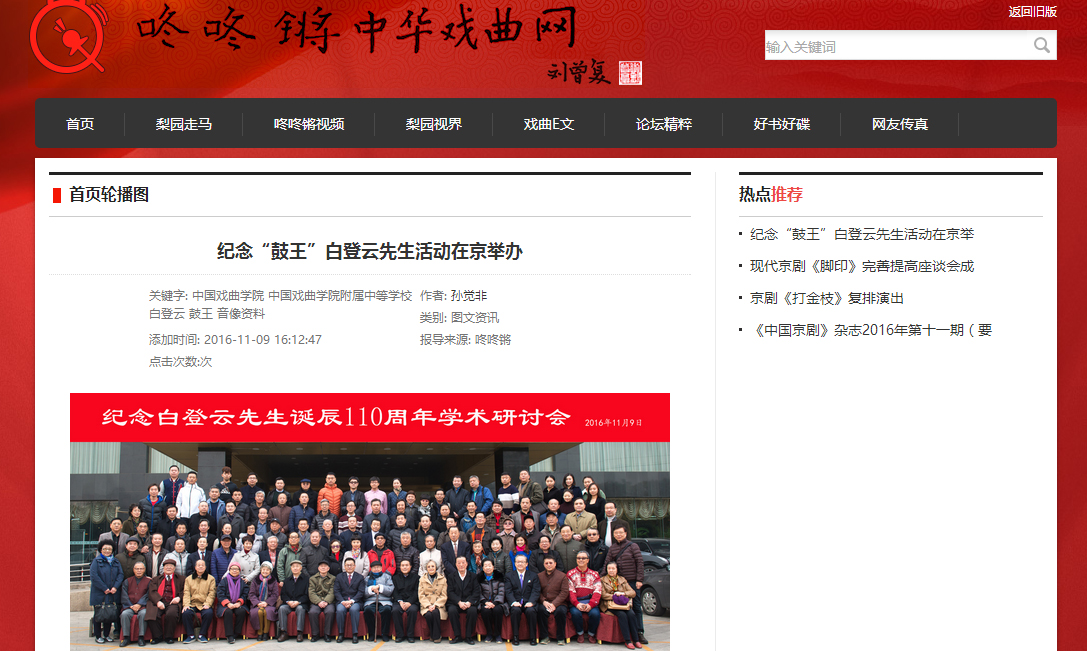 返回旧版
咚咚锵中华戏曲网
输入关键词
刘曾复
首页 梨园走马 咚咚锵视频 梨园视界 戏曲E文 论坛精粹 好书好碟 网友传真
首页轮播图
纪念“鼓王”白登云先生活动在京举办
关键字: 中国戏曲学院 中国戏曲学院附属中等学校
白登云 鼓王 音像资料
作者: 孙觉非
类别: 图文资讯
添加时间: 2016-11-09 16:12:47
报导来源: 咚咚锵
点击次数:次
纪念白登云先生诞辰110周年学术研讨会 2016年11月9日
热点推荐
纪念“鼓王”白登云先生活动在京举
现代京剧《脚印》完善提高座谈会成
京剧《打金枝》复排演出
《中国京剧》杂志2016年第十一期（要